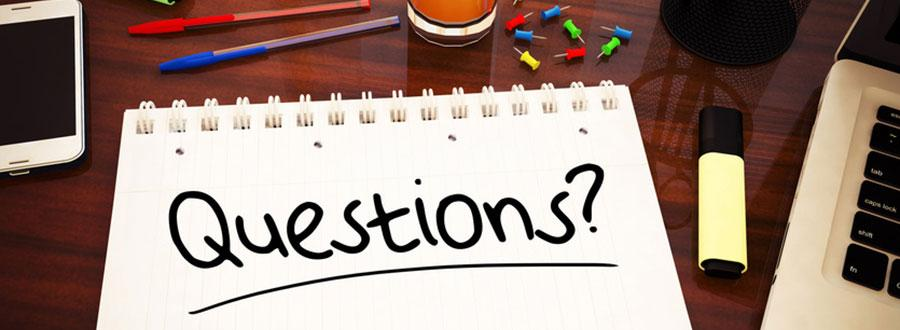 Questions?
tab
caps lock
shift
fn